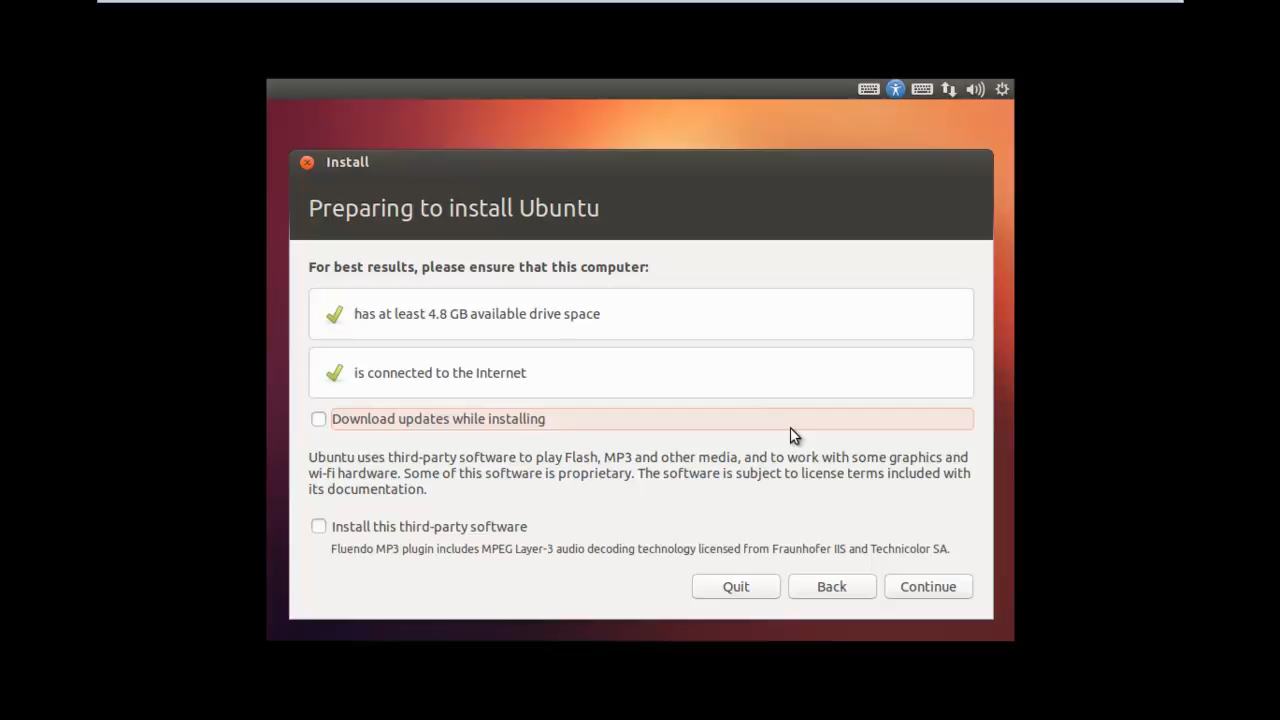 Install
Preparing to install Ubuntu
For best results, please ensure that this computer:
has at least 4.8 GB available drive space
is connected to the Internet
Download updates while installing
Ubuntu uses third-party software to play Flash, MP3 and other media, and to work with some graphics and
wi-fi hardware. Some of this software is proprietary. The software is subject to license terms included with
its documentation.
Install this third-party software
Fluendo MP3 plugin includes MPEG Layer-3 audio decoding technology licensed from Fraunhofer IIS and Technicolor SA.
Quit Back Continue